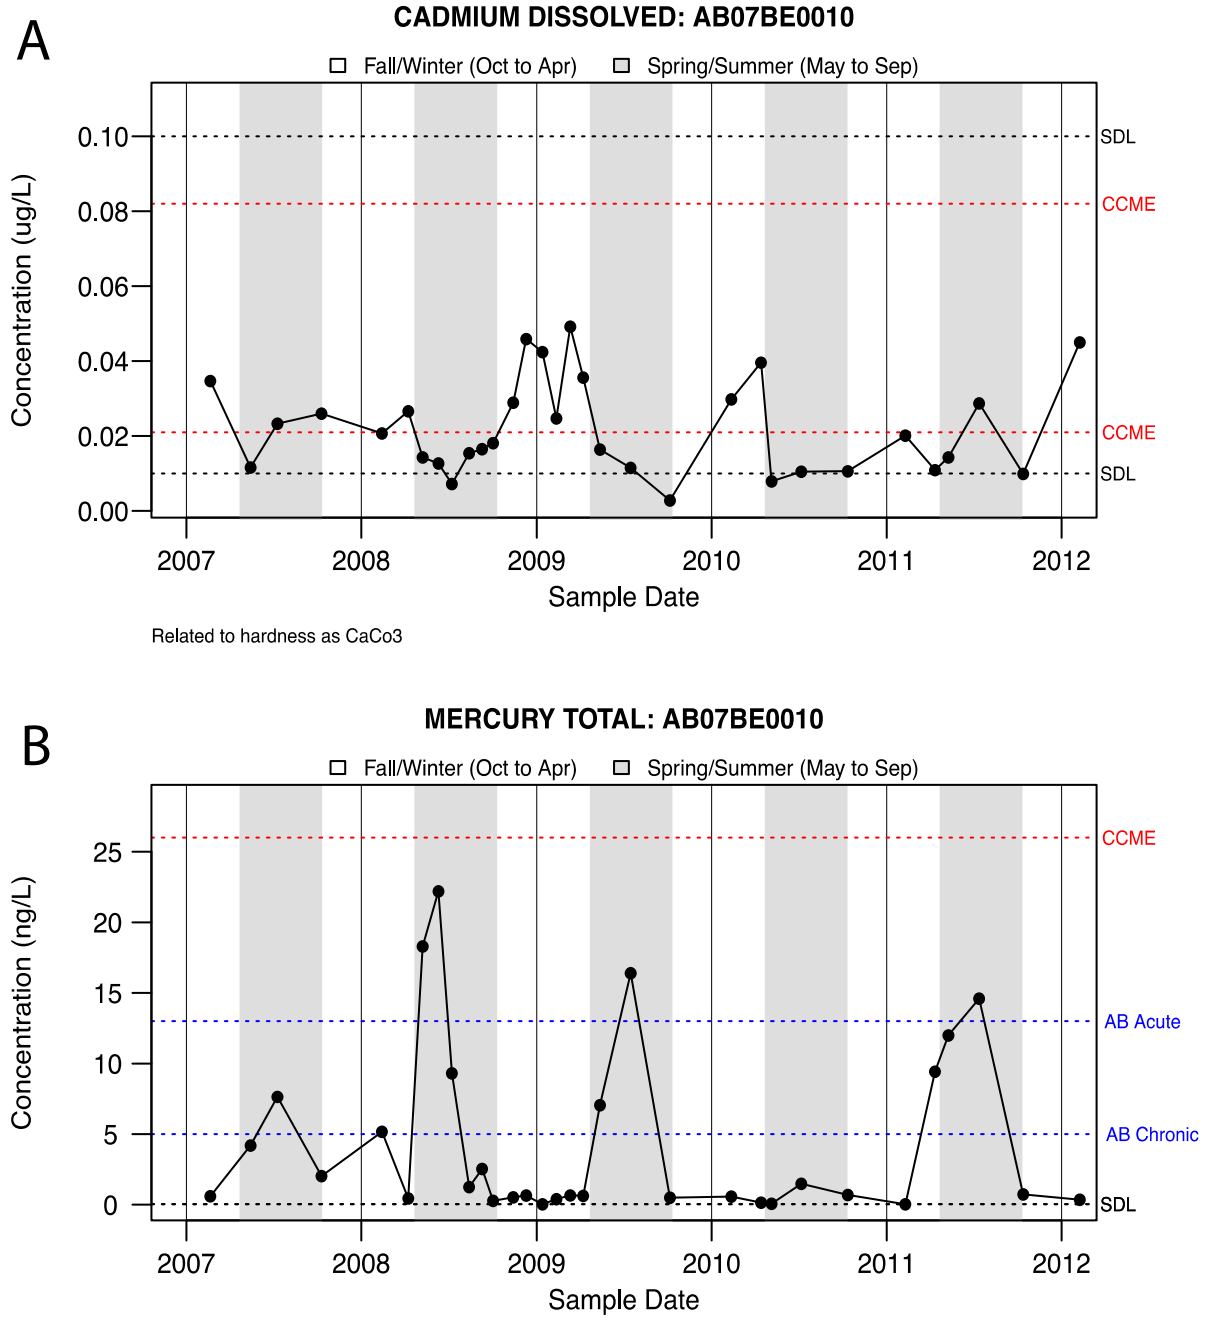 A
CADMIUM DISSOLVED: AB07BE0010
Fall/Winter (Oct to Apr) Spring/Summer (May to Sep)
Concentration (ug/L)
0.10
0.08
0.06
0.04
0.02
0.00
SDL
CCME
CCME
SDL
2007 2008 2009 2010 2011 2012
Sample Date
Related to hardness as CaCo3
B
MERCURY TOTAL: AB07BE0010
Fall/Winter (Oct to Apr) Spring/Summer (May to Sep)
Concentration (ng/L)
25
20
15
10
5
0
CCME
AB Acute
AB Chronic
SDL
2007 2008 2009 2010 2011 2012
Sample Date